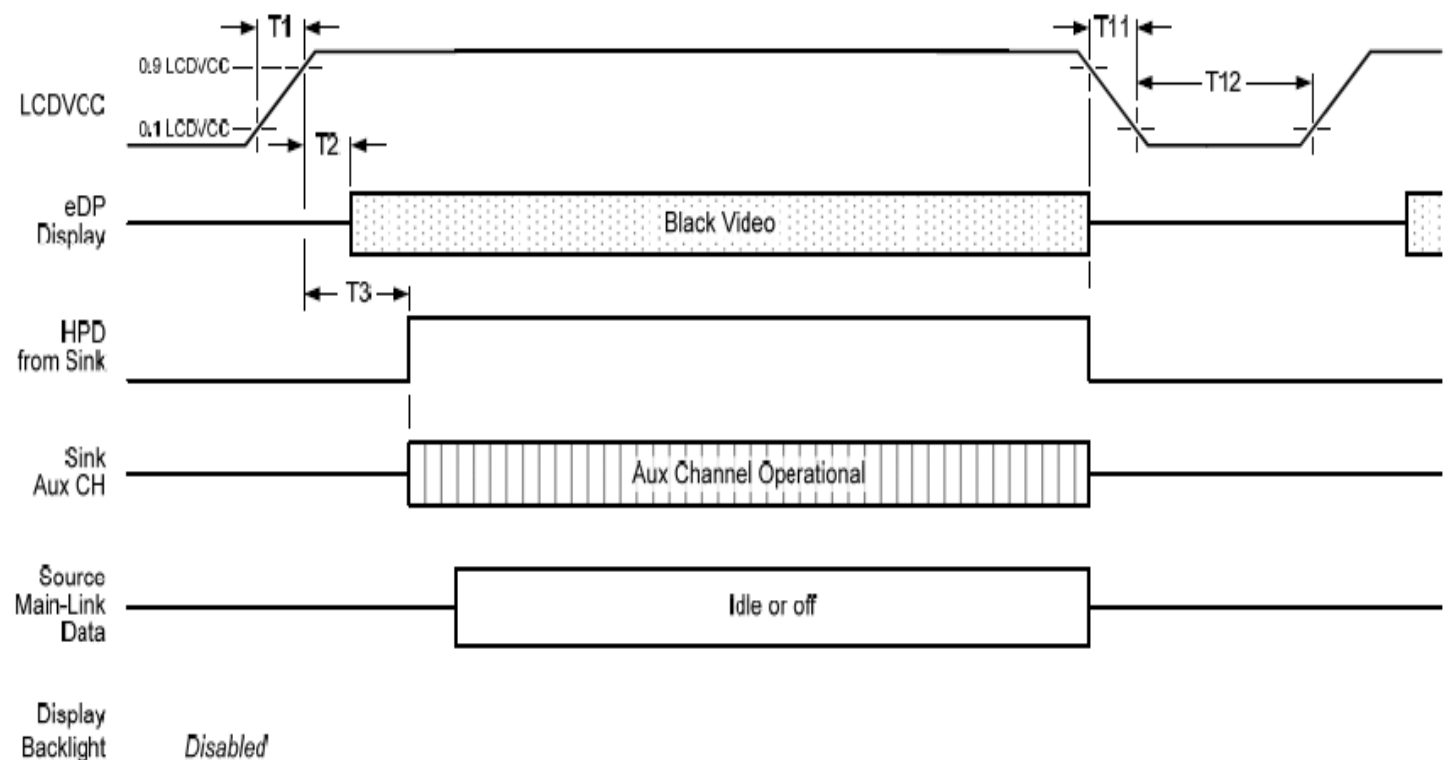 T1
T11
0.9 LCDVCC
LCDVCC
T12
0.1 LCDVCC
T2
eDP
Display
Black Video
T3
HPD
from Sink
Sink
Aux CH
Aux Channel Operational
Source
Main-Link
Data
Idle or off
Display
Backlight
Disabled